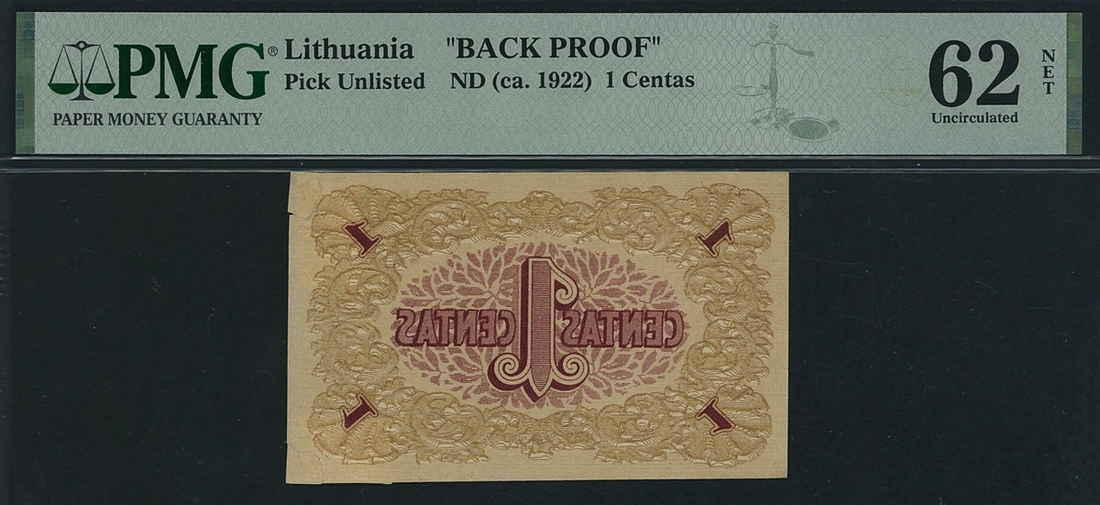 PMG® Lithuania "BACK PROOF" 62 NET
Pick Unlisted ND (ca. 1922) 1 Centas
PAPER MONEY GUARANTY Uncirculated
1 1
CENTAS 1 CENTAS
1 1